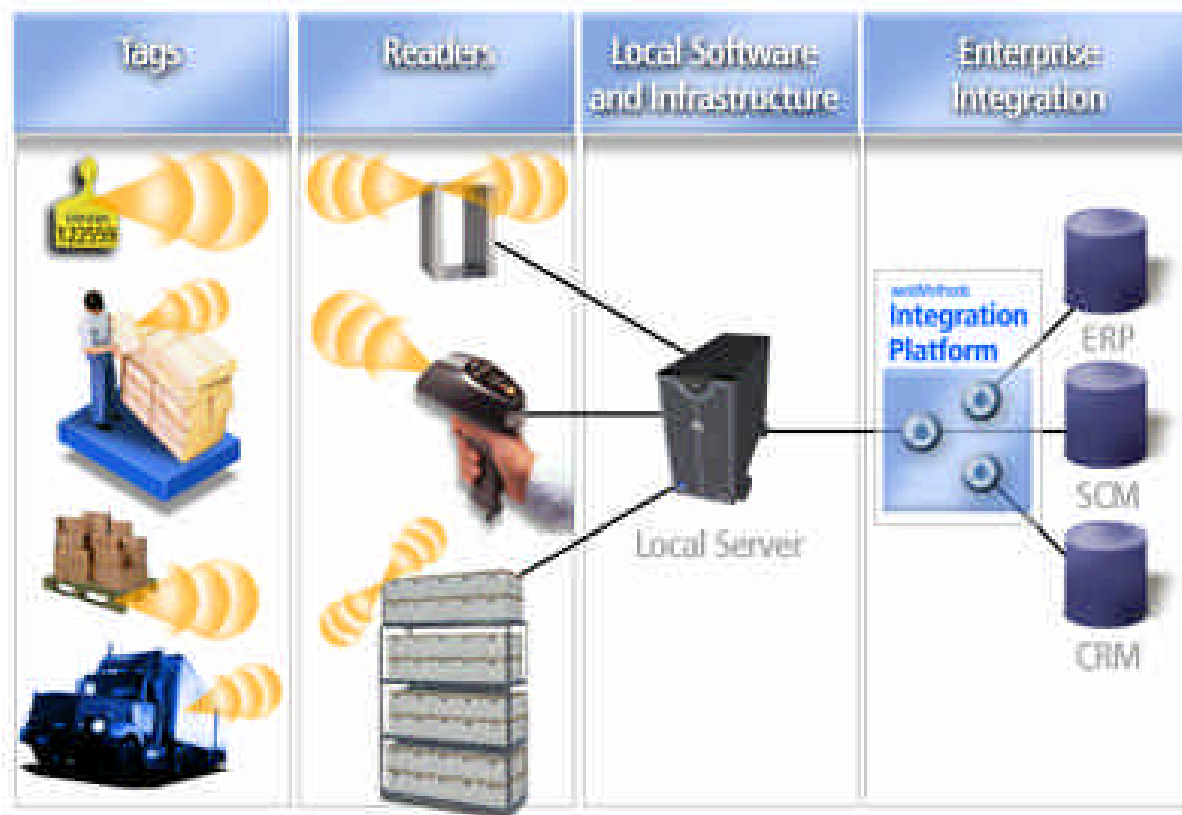 Tags
Readers
Local Software
and Infrastructure
Enterprise
Integration
Integration
Platform
ERP
SCM
CRM
Local Server